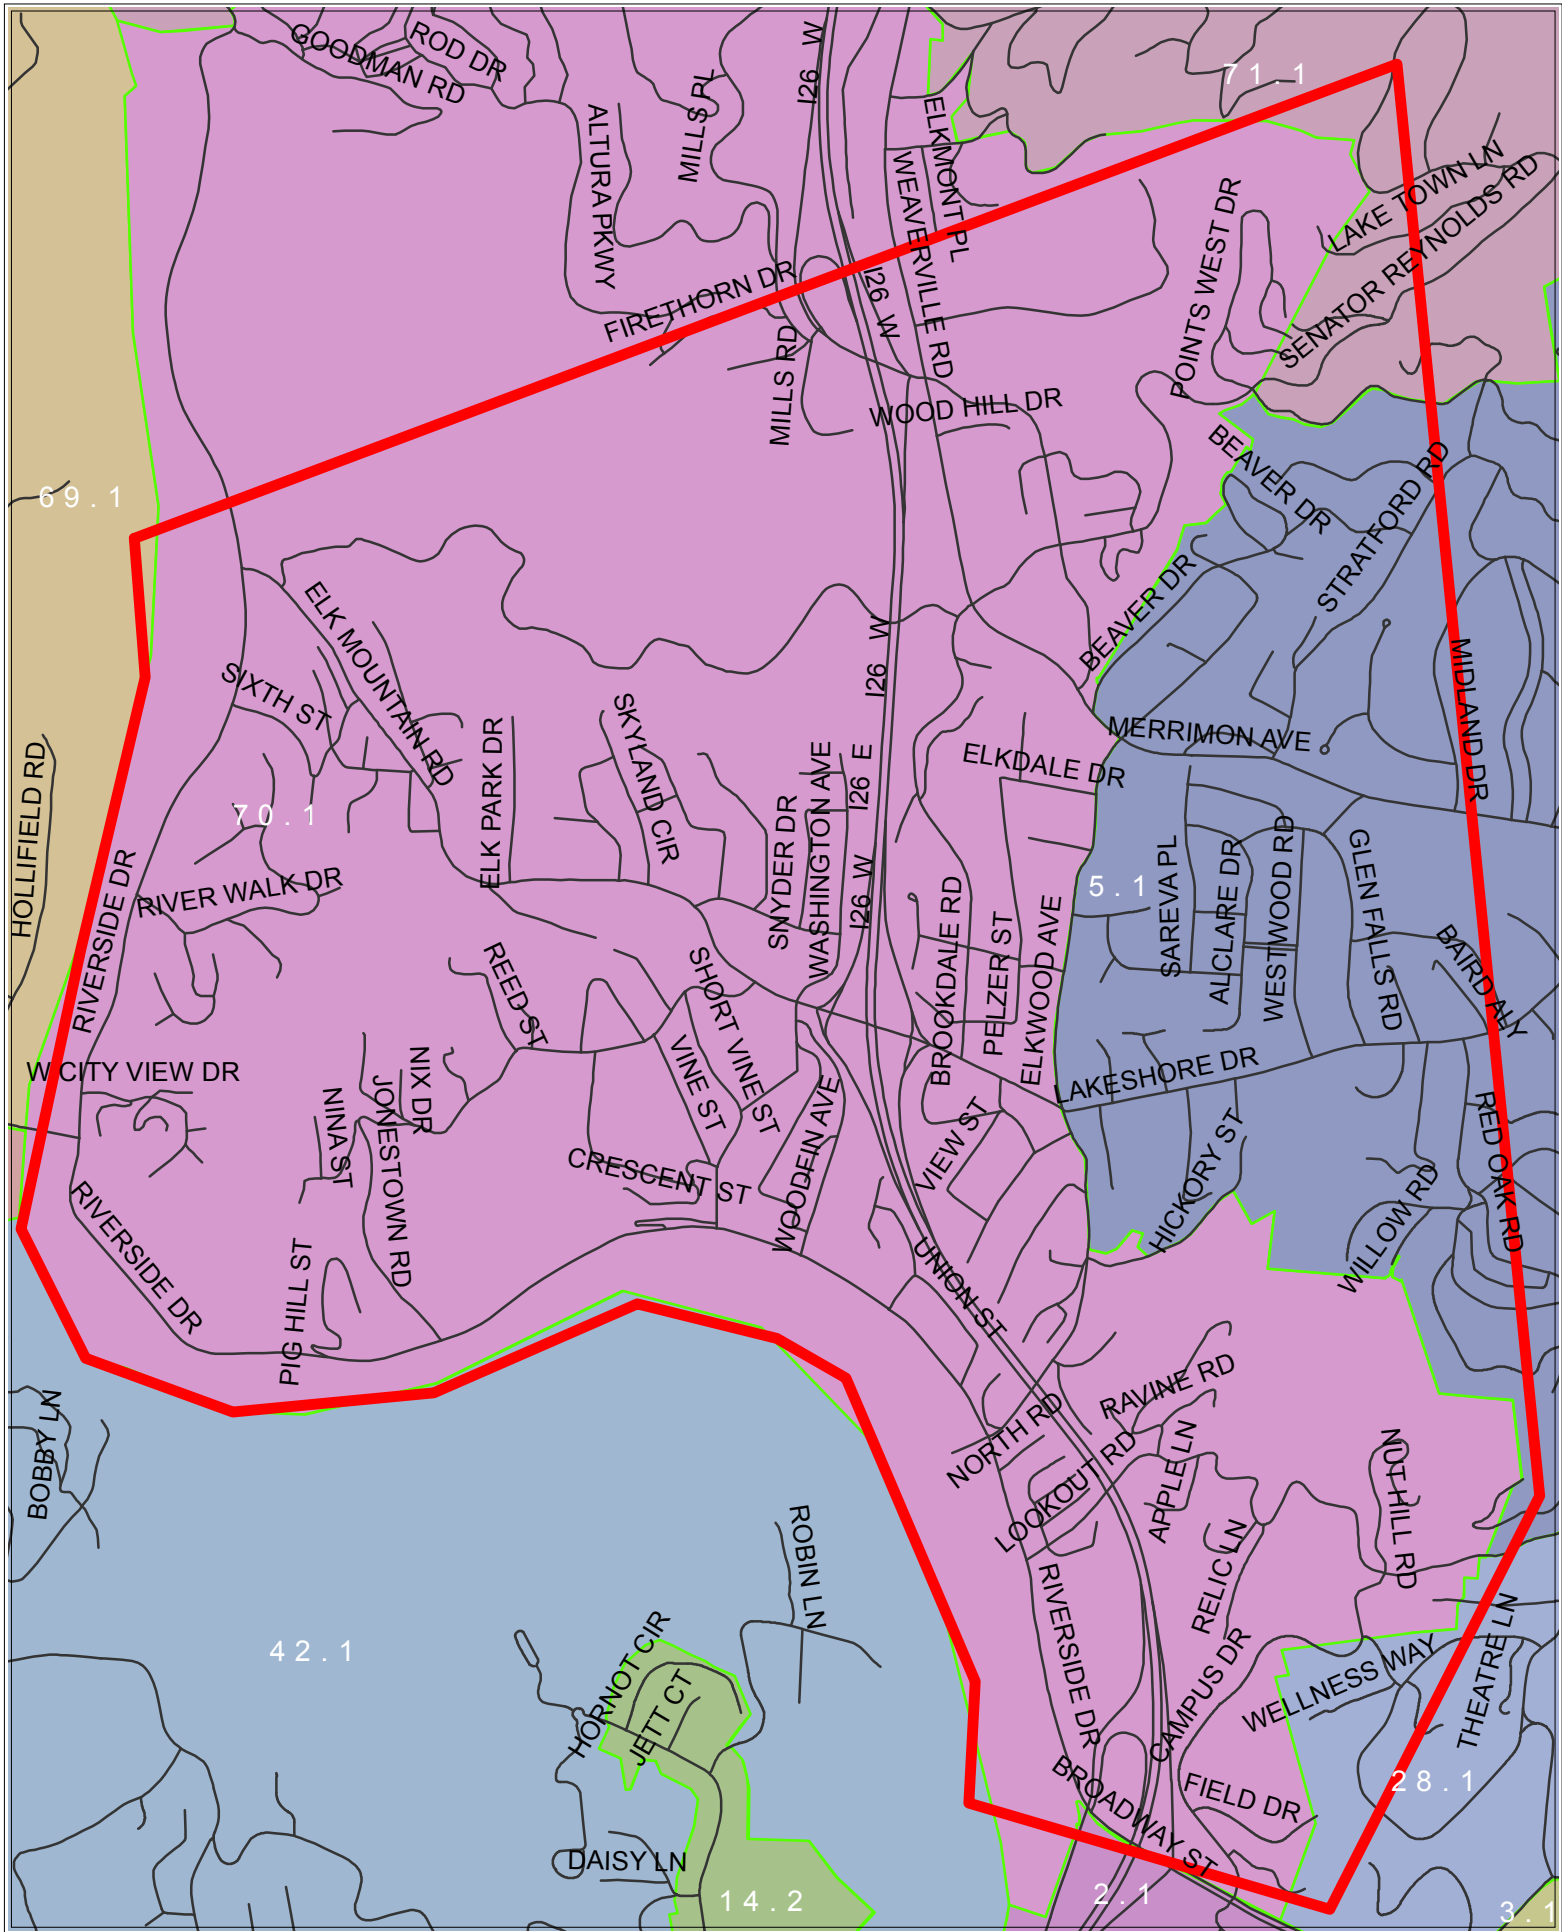 GOODMAN RD
ROD DR
I26 W
71.1
MILLS PL
ALTURA PKWY
ELKMONT PL
WEAVERVILLE RD
LAKE TOWN LN
SENATOR REYNOLDS RD
POINTS WEST DR
FIRETHORN DR
I26 W
MILLS RD
WOOD HILL DR
BEAVER DR
STRATFORD RD
69.1
BEAVER DR
ELK MOUNTAIN RD
SIXTH ST
I26 W
MIDLAND DR
SKYLAND CIR
MERRIMON AVE
ELKDALE DR
ELK PARK DR
HOLLIFIELD RD
WASHINGTON AVE
I26 E
SNYDER DR
70.1
RIVER WALK DR
RIVERSIDE DR
I26 W
5.1
SAREVA PL
ALCLARE DR
WESTWOOD RD
GLEN FALLS RD
BAIRD ALY
BROOKDALE RD
PELZER ST
ELKWOOD AVE
REED ST
SHORT VINE ST
VINE ST
W CITY VIEW DR
NIX DR
JONESTOWN RD
NINA ST
LAKESHORE DR
WOODFIN AVE
VIEW ST
HICKORY ST
RED OAK RD
WILLOW RD
CRESCENT ST
RIVERSIDE DR
PIG HILL ST
UNION ST
RAVINE RD
NORTH RD
BOBBY LN
LOOKOUT RD
APPLE LN
NUT HILL RD
ROBIN LN
RELIC LN
RIVERSIDE DR
CAMPUS DR
WELLNESS WAY
THEATRE LN
42.1
HORNOT CIR
JETT CT
BROADWAY ST
FIELD DR
28.1
DAISY LN
14.2
2.1
3.1